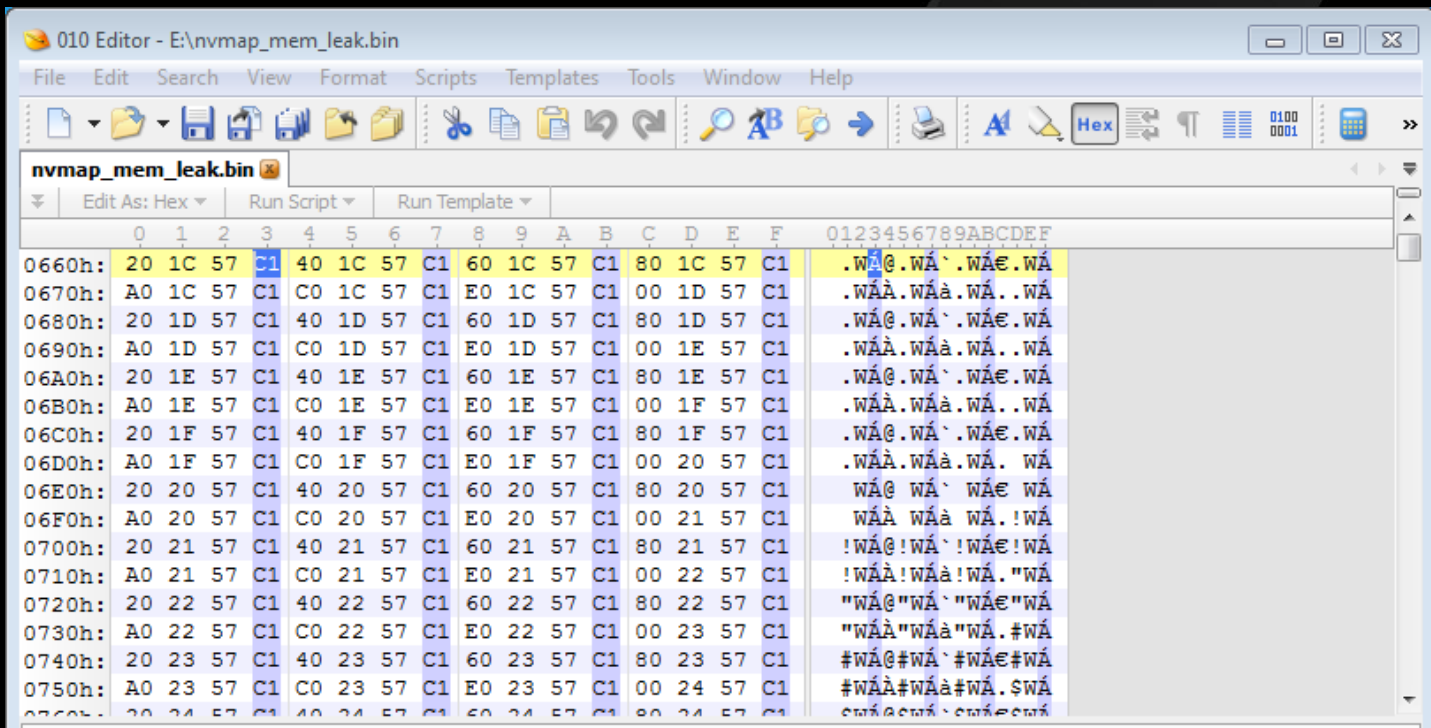 010 Editor - E:\nvmap_mem_leak.bin
File Edit Search View Format Scripts Templates Tools Window Help
Hex
0100
0001
»
nvmap_mem_leak.bin
Edit As: Hex Run Script Run Template
0 1 2 3 4 5 6 7 8 9 A B C D E F 0123456789ABCDEF
0660h: 20 1C 57 C1 40 1C 57 C1 60 1C 57 C1 80 1C 57 C1 .WÁ@.WÁ`.WÁ€.WÁ
0670h: A0 1C 57 C1 C0 1C 57 C1 E0 1C 57 C1 00 1D 57 C1 .WÁÀ.WÁà.WÁ..WÁ
0680h: 20 1D 57 C1 40 1D 57 C1 60 1D 57 C1 80 1D 57 C1 .WÁ@.WÁ`.WÁ€.WÁ
0690h: A0 1D 57 C1 C0 1D 57 C1 E0 1D 57 C1 00 1E 57 C1 .WÁÀ.WÁà.WÁ..WÁ
06A0h: 20 1E 57 C1 40 1E 57 C1 60 1E 57 C1 80 1E 57 C1 .WÁ@.WÁ`.WÁ€.WÁ
06B0h: A0 1E 57 C1 C0 1E 57 C1 E0 1E 57 C1 00 1F 57 C1 .WÁÀ.WÁà.WÁ..WÁ
06C0h: 20 1F 57 C1 40 1F 57 C1 60 1F 57 C1 80 1F 57 C1 .WÁ@.WÁ`.WÁ€.WÁ
06D0h: A0 1F 57 C1 C0 1F 57 C1 E0 1F 57 C1 00 20 57 C1 .WÁÀ.WÁà.WÁ. WÁ
06E0h: 20 20 57 C1 40 20 57 C1 60 20 57 C1 80 20 57 C1 WÁ@ WÁ` WÁ€ WÁ
06F0h: A0 20 57 C1 C0 20 57 C1 E0 20 57 C1 00 21 57 C1 WÁÀ WÁà WÁ.!WÁ
0700h: 20 21 57 C1 40 21 57 C1 60 21 57 C1 80 21 57 C1 !WÁ@!WÁ`!WÁ€!WÁ
0710h: A0 21 57 C1 C0 21 57 C1 E0 21 57 C1 00 22 57 C1 !WÁÀ!WÁà!WÁ."WÁ
0720h: 20 22 57 C1 40 22 57 C1 60 22 57 C1 80 22 57 C1 "WÁ@"WÁ`"WÁ€"WÁ
0730h: A0 22 57 C1 C0 22 57 C1 E0 22 57 C1 00 23 57 C1 "WÁÀ"WÁà"WÁ.#WÁ
0740h: 20 23 57 C1 40 23 57 C1 60 23 57 C1 80 23 57 C1 #WÁ@#WÁ`#WÁ€#WÁ
0750h: A0 23 57 C1 C0 23 57 C1 E0 23 57 C1 00 24 57 C1 #WÁÀ#WÁà#WÁ.$WÁ